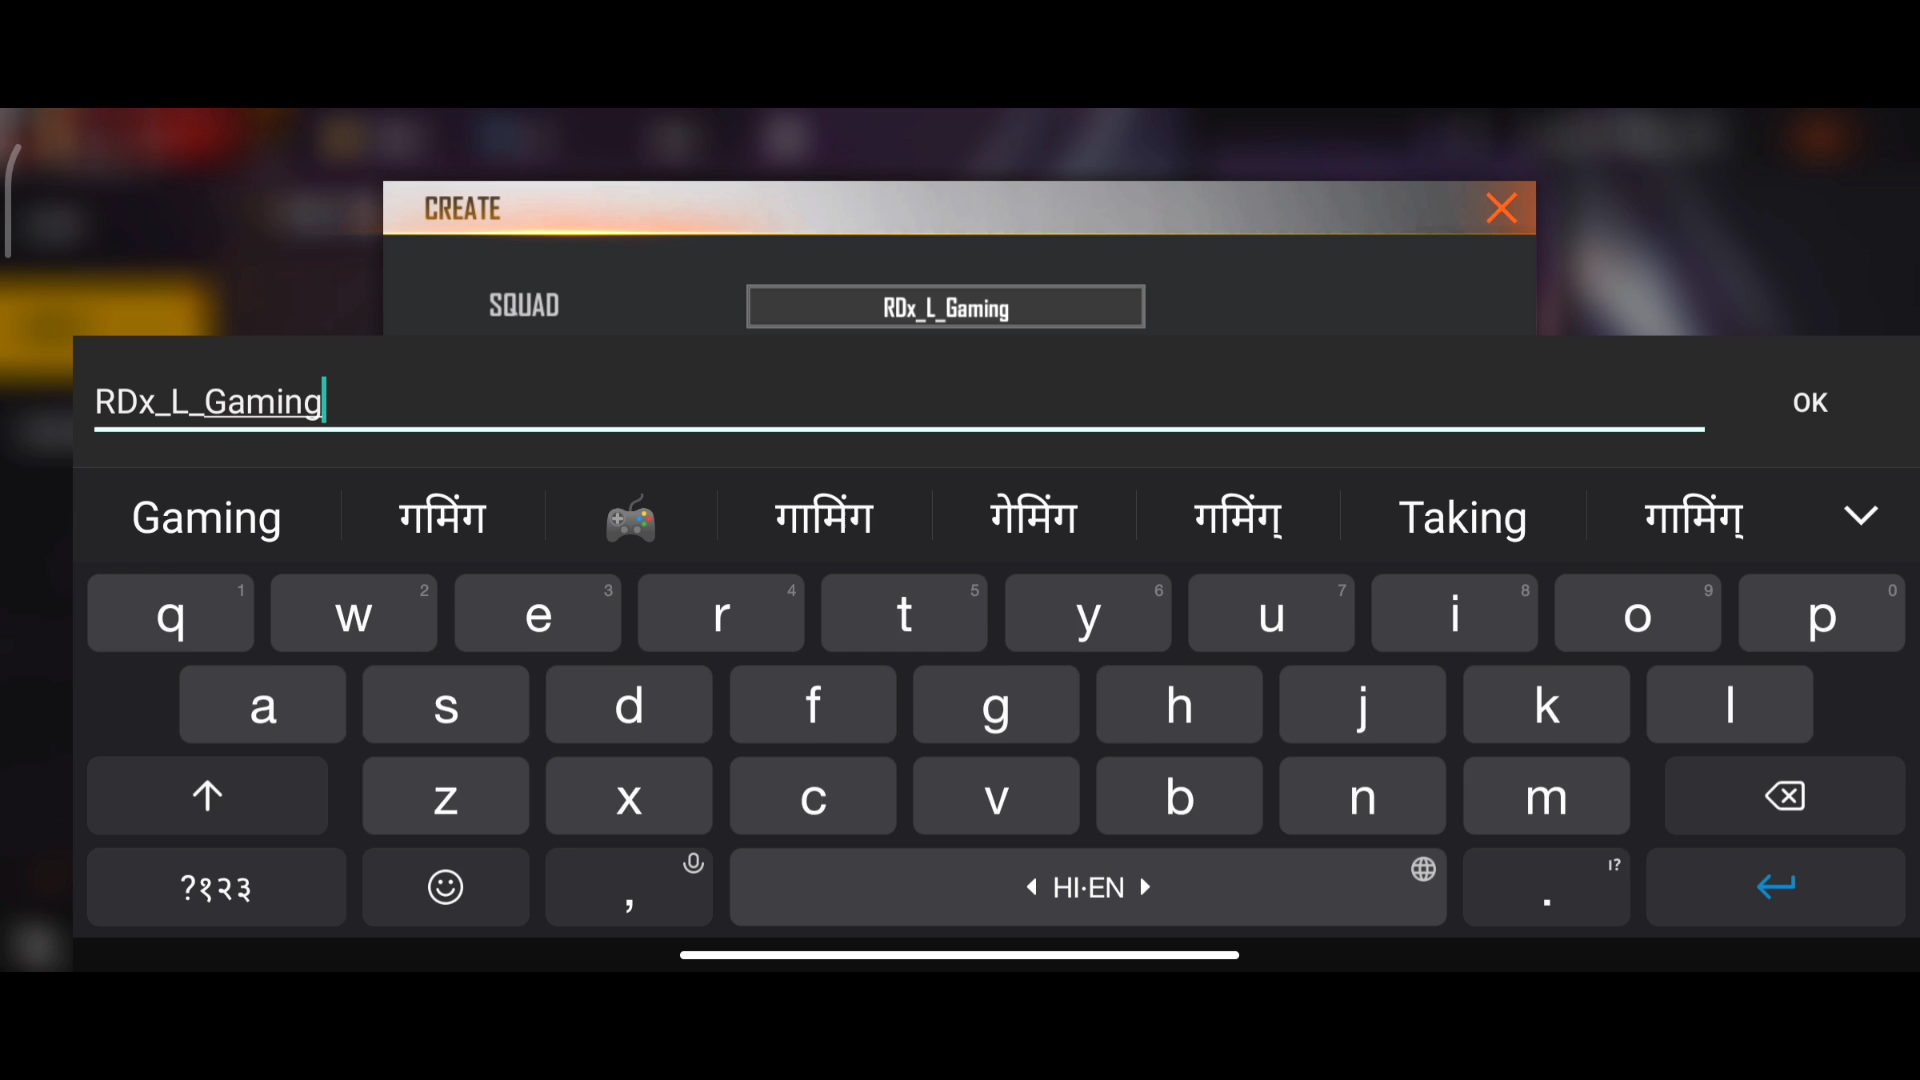 CREATE
SQUAD
RDx_L_Gaming
RDx_L_Gaming
OK
Gaming गमिंग गामिंग गेमिंग गमिंग् Taking गामिंग्
q 1 w 2 e 3 r 4 t 5 y 6 u 7 i 8 o 9 p 0
a s d f g h j k l
z x c v b n m
?१२३ , HI·EN . ।?